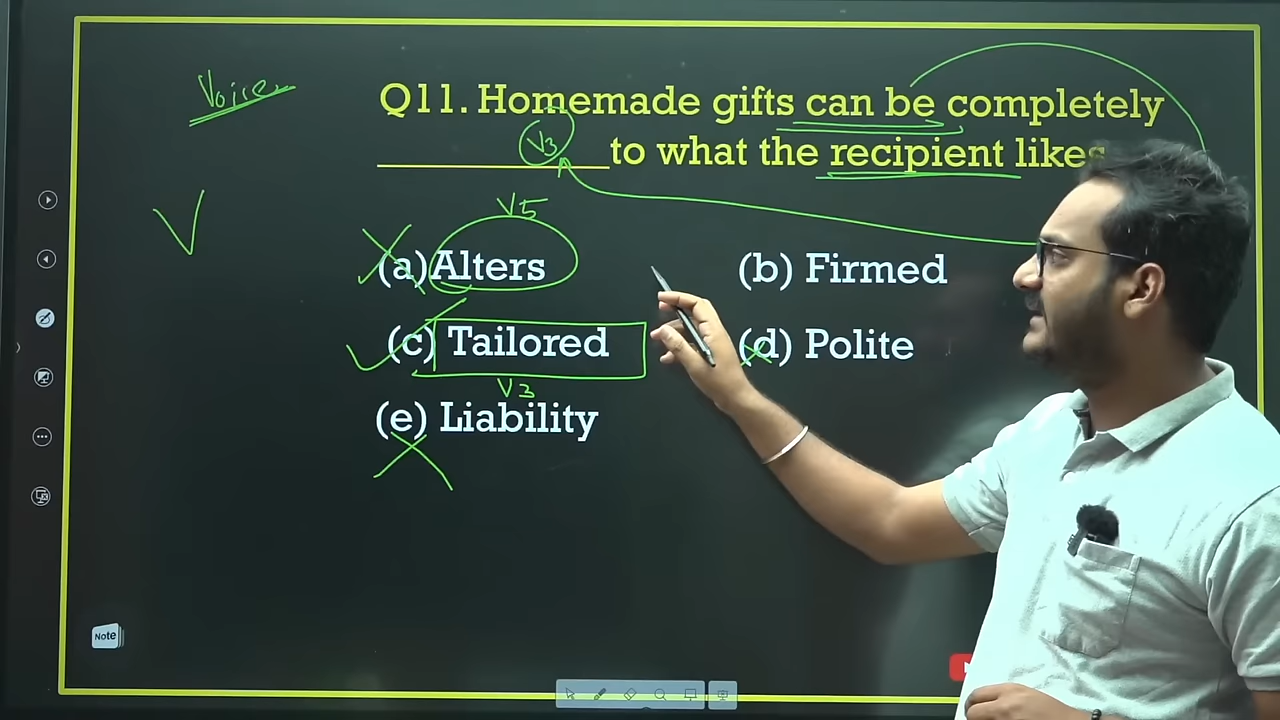 Voice
Q11. Homemade gifts can be completely
V3
to what the recipient likes
V5
(a) Alters
(b) Firmed
(c) Tailored
(d) Polite
V3
(e) Liability
V
Note